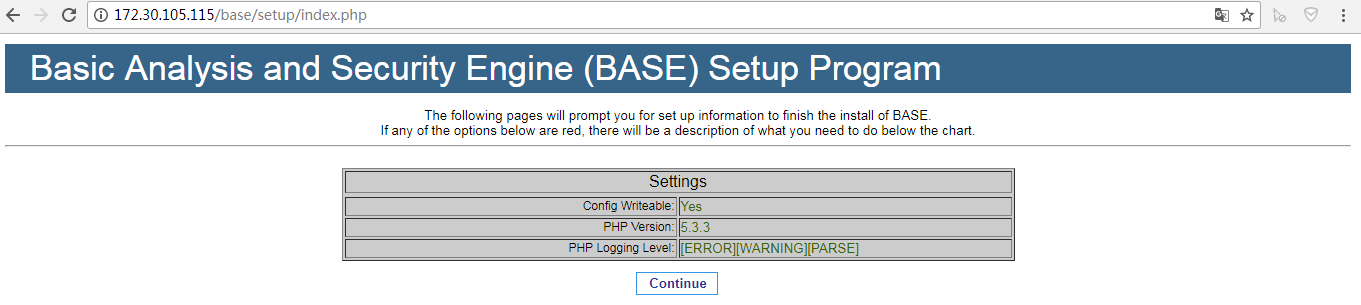 172.30.105.115/base/setup/index.php
Basic Analysis and Security Engine (BASE) Setup Program
The following pages will prompt you for set up information to finish the install of BASE.
If any of the options below are red, there will be a description of what you need to do below the chart.
Settings
Config Writeable: Yes
PHP Version: 5.3.3
PHP Logging Level: [ERROR][WARNING][PARSE]
Continue